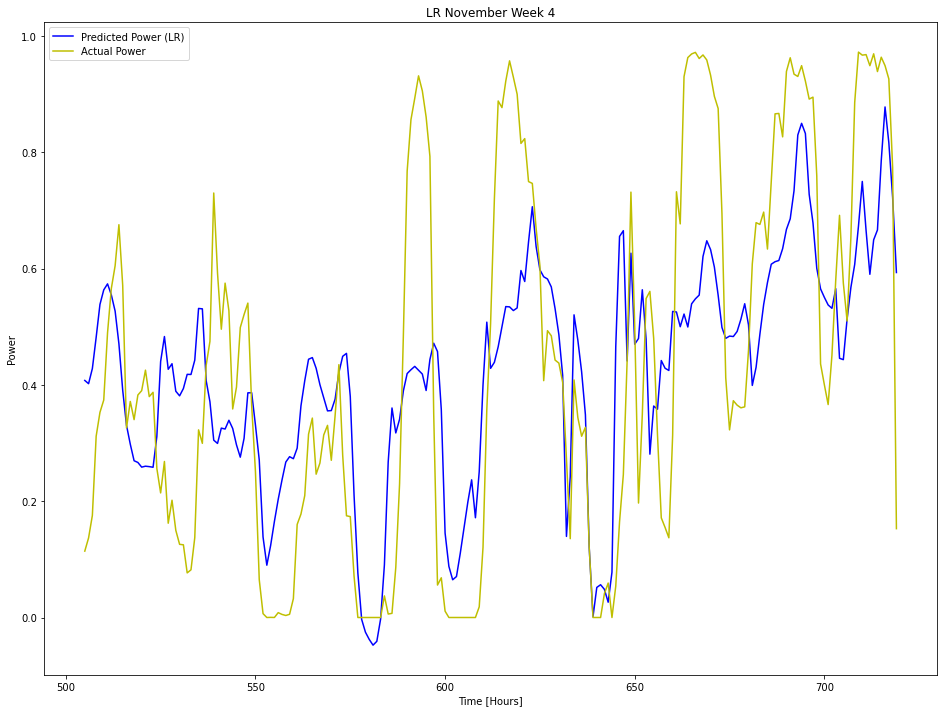 LR November Week 4
Predicted Power (LR)
Actual Power
1.0
0.8
0.6
0.4
0.2
0.0
Power
500
550
600
650
700
Time [Hours]